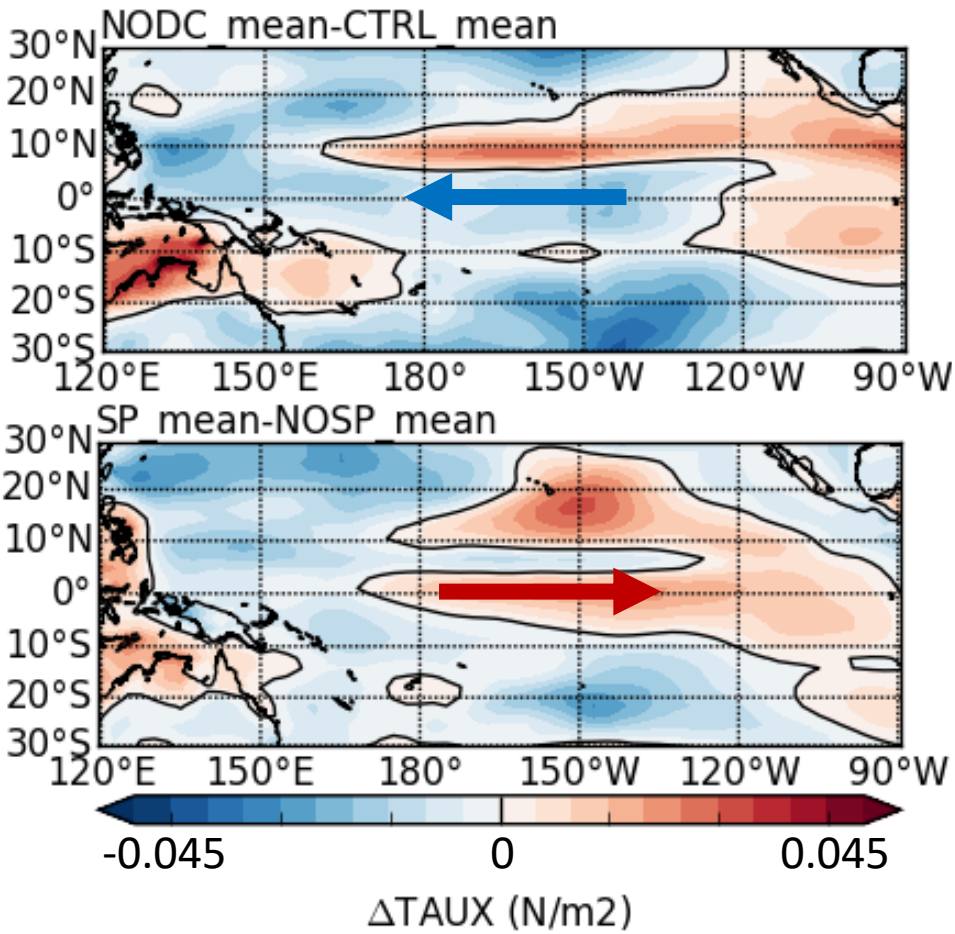 NODC_mean-CTRL_mean
30°N
20°N
10°N
0°
10°S
20°S
30°S
120°E 150°E 180° 150°W 120°W 90°W
SP_mean-NOSP_mean
30°N
20°N
10°N
0°
10°S
20°S
30°S
120°E 150°E 180° 150°W 120°W 90°W
-0.045 0 0.045
ΔTAUX (N/m2)